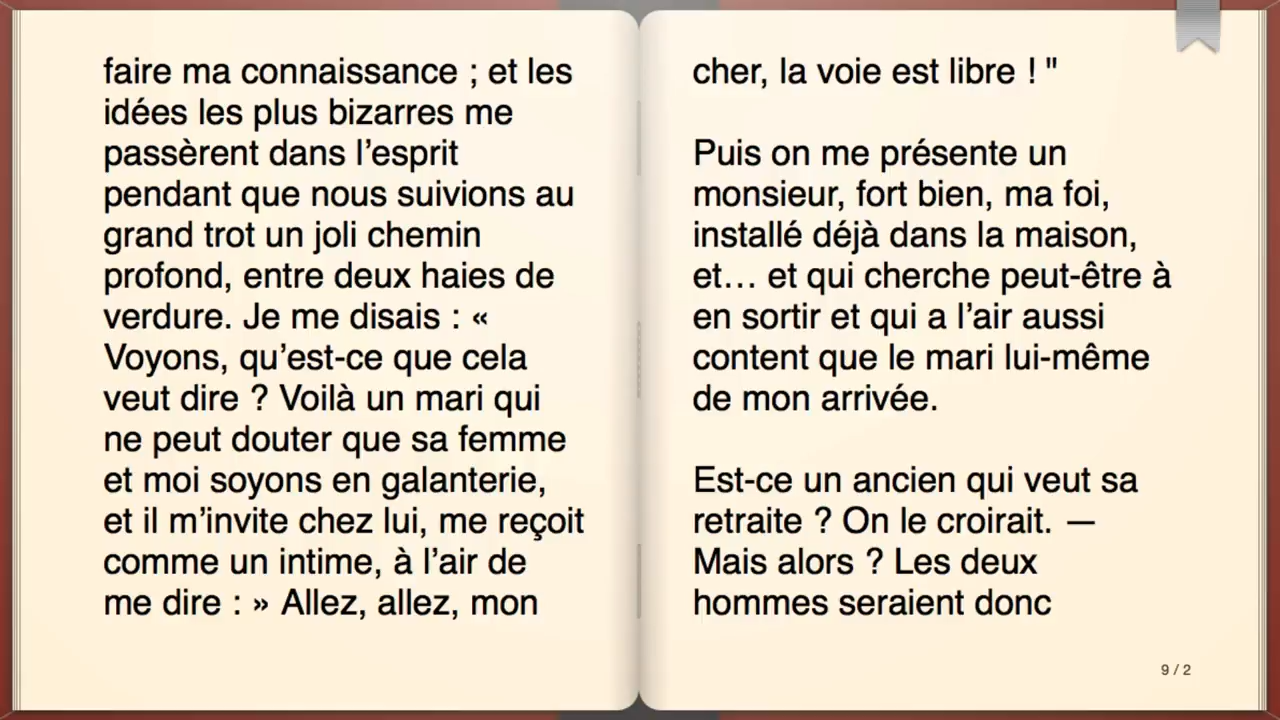 faire ma connaissance ; et les
idées les plus bizarres me
passèrent dans l’esprit
pendant que nous suivions au
grand trot un joli chemin
profond, entre deux haies de
verdure. Je me disais : «
Voyons, qu’est-ce que cela
veut dire ? Voilà un mari qui
ne peut douter que sa femme
et moi soyons en galanterie,
et il m’invite chez lui, me reçoit
comme un intime, à l’air de
me dire : » Allez, allez, mon
cher, la voie est libre ! "
Puis on me présente un
monsieur, fort bien, ma foi,
installé déjà dans la maison,
et… et qui cherche peut-être à
en sortir et qui a l’air aussi
content que le mari lui-même
de mon arrivée.
Est-ce un ancien qui veut sa
retraite ? On le croirait. —
Mais alors ? Les deux
hommes seraient donc
9 / 2